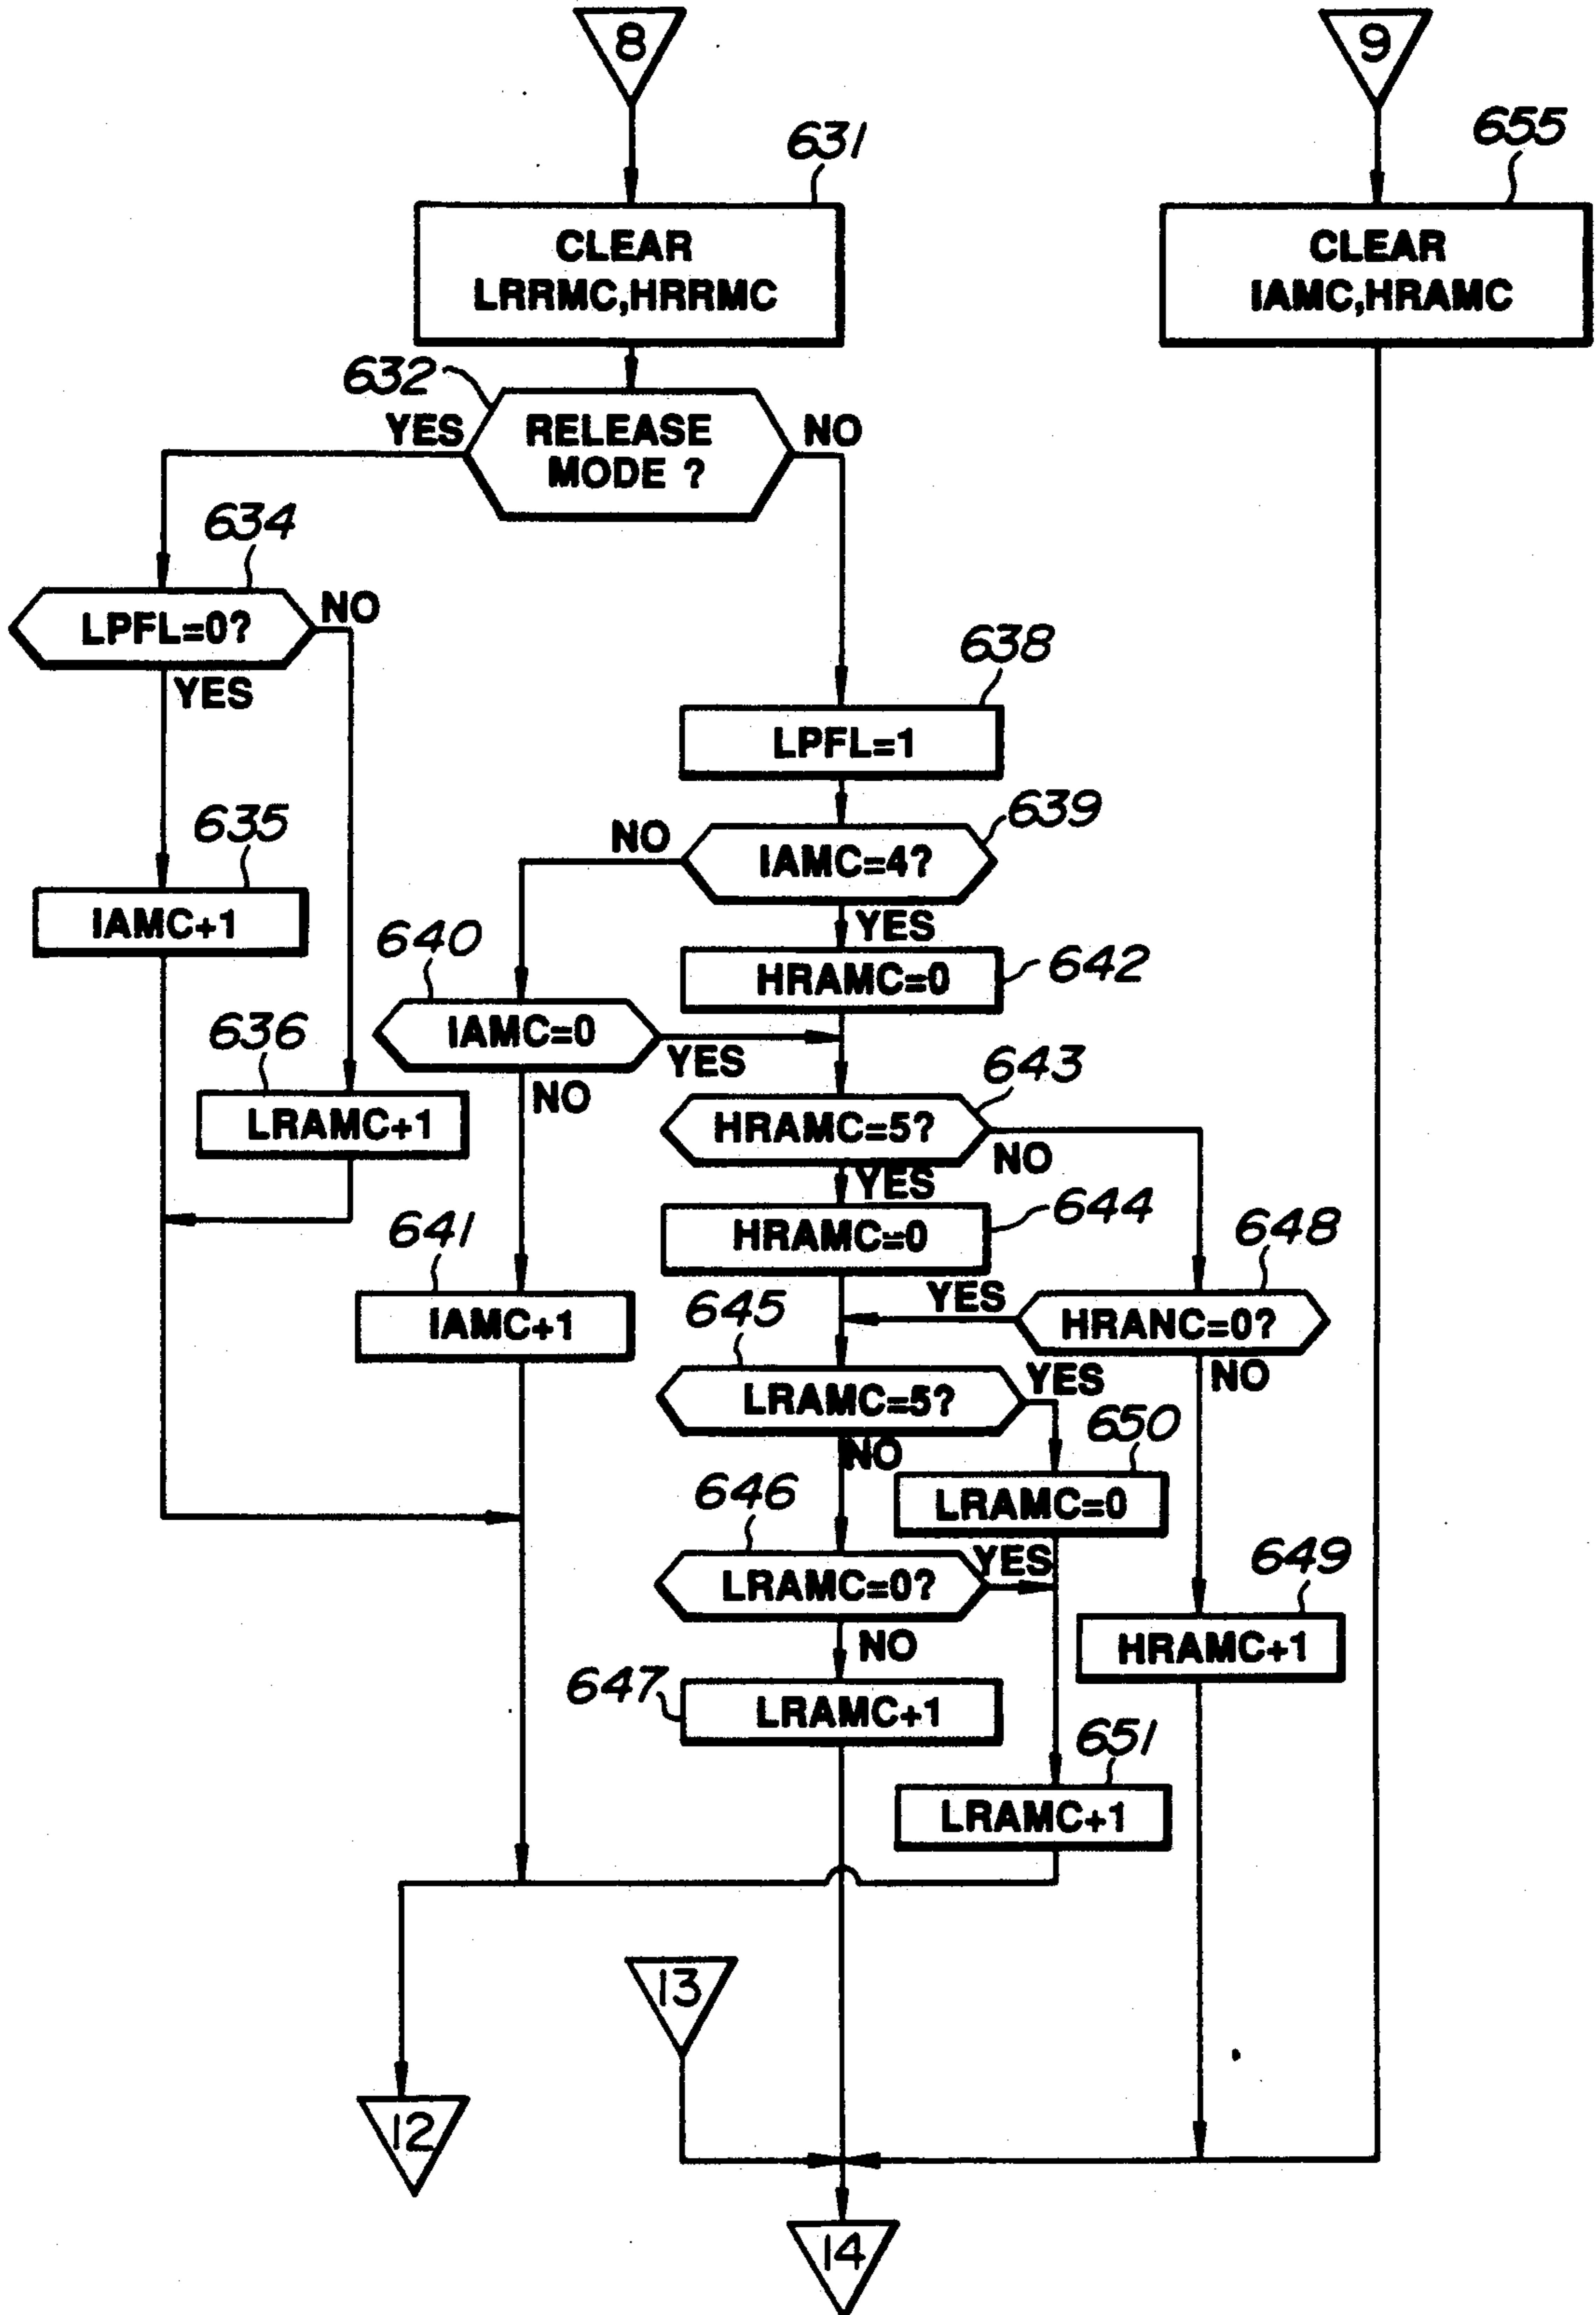 8
9
631
655
CLEAR
LRRMC,HRRMC
CLEAR
IAMC,HRAMC
632
YES
RELEASE
MODE ?
NO
634
LPFL=0?
NO
YES
638
LPFL=1
635
IAMC+1
639
NO
IAMC=4?
YES
640
HRAMC=0
642
636
IAMC=0
YES
NO
643
LRAMC+1
HRAMC=5?
NO
YES
641
HRAMC=0
644
648
IAMC+1
645
YES
HRANC=0?
NO
LRAMC=5?
YES
650
NO
646
LRAMC=0
649
LRAMC=0?
YES
NO
HRAMC+1
647
LRAMC+1
651
LRAMC+1
13
12
14